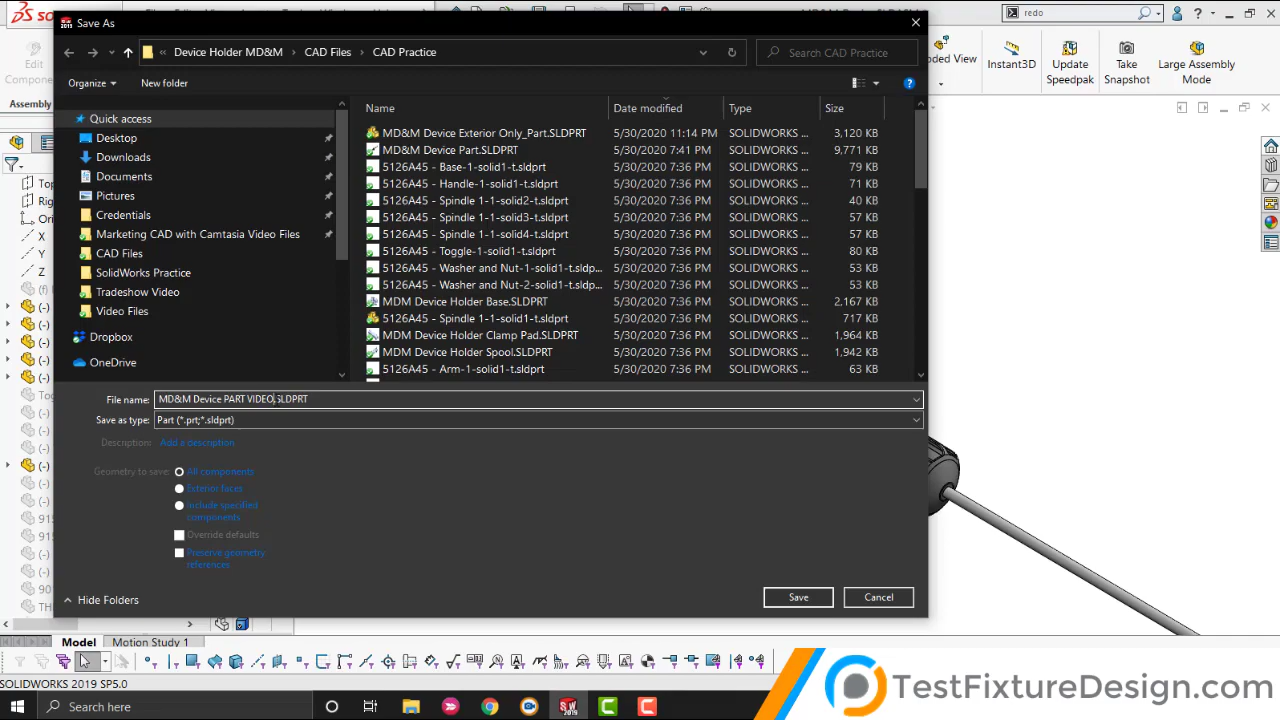 SOLIDWORKS 2019
Save As
redo
?
« Device Holder MD&M > CAD Files > CAD Practice
Search CAD Practice
Organize
New folder
Edit
Component
Assembly
Instant3D
Update
Speedpak
Take
Snapshot
Large Assembly
Mode
Quick access
Desktop
Downloads
Documents
Pictures
Credentials
Marketing CAD with Camtasia Video Files
CAD Files
SolidWorks Practice
Tradeshow Video
Video Files
Dropbox
OneDrive
Name Date modified Type Size
MD&M Device Exterior Only_Part.SLDPRT 5/30/2020 11:14 PM SOLIDWORKS ... 3,120 KB
MD&M Device Part.SLDPRT 5/30/2020 7:41 PM SOLIDWORKS ... 9,771 KB
5126A45 - Base-1-solid1-t.sldprt 5/30/2020 7:36 PM SOLIDWORKS ... 79 KB
5126A45 - Handle-1-solid1-t.sldprt 5/30/2020 7:36 PM SOLIDWORKS ... 71 KB
5126A45 - Spindle 1-1-solid2-t.sldprt 5/30/2020 7:36 PM SOLIDWORKS ... 40 KB
5126A45 - Spindle 1-1-solid3-t.sldprt 5/30/2020 7:36 PM SOLIDWORKS ... 57 KB
5126A45 - Spindle 1-1-solid4-t.sldprt 5/30/2020 7:36 PM SOLIDWORKS ... 57 KB
5126A45 - Toggle-1-solid1-t.sldprt 5/30/2020 7:36 PM SOLIDWORKS ... 80 KB
5126A45 - Washer and Nut-1-solid1-t.sldp... 5/30/2020 7:36 PM SOLIDWORKS ... 53 KB
5126A45 - Washer and Nut-2-solid1-t.sldp... 5/30/2020 7:36 PM SOLIDWORKS ... 53 KB
MDM Device Holder Base.SLDPRT 5/30/2020 7:36 PM SOLIDWORKS ... 2,167 KB
5126A45 - Spindle 1-1-solid1-t.sldprt 5/30/2020 7:36 PM SOLIDWORKS ... 717 KB
MDM Device Holder Clamp Pad.SLDPRT 5/30/2020 7:36 PM SOLIDWORKS ... 1,964 KB
MDM Device Holder Spool.SLDPRT 5/30/2020 7:36 PM SOLIDWORKS ... 1,942 KB
5126A45 - Arm-1-solid1-t.sldprt 5/30/2020 7:36 PM SOLIDWORKS ... 63 KB
File name: MD&M Device PART VIDEO.SLDPRT
Save as type: Part (*.prt;*.sldprt)
Description: Add a description
Geometry to save: All components
Exterior faces
Include specified
components
Override defaults
Preserve geometry
references
Hide Folders
Save
Cancel
Top
Rig
Ori
X
Y
Z
(f)
(-)
(-)
(-)
(-)
(-)
Tog
(-)
(-)
(-)
(-)
915
915
(-)
(-)
90
TH
Model Motion Study 1
SOLIDWORKS 2019 SP5.0
Search here
TestFixtureDesign.com